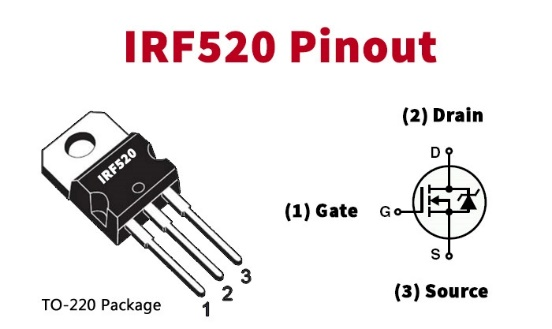 IRF520 Pinout
(2) Drain
D
IRF520
(1) Gate
G
S
3
2
1
(3) Source
TO-220 Package